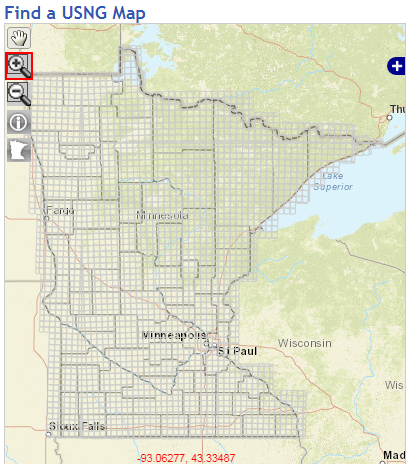 Find a USNG Map
Thu
Lake
Superior
Fargo
Minnesota
Minneapolis
St Paul
Wisconsin
Wis
Sioux Falls
Mad
-93.06277, 43.33487